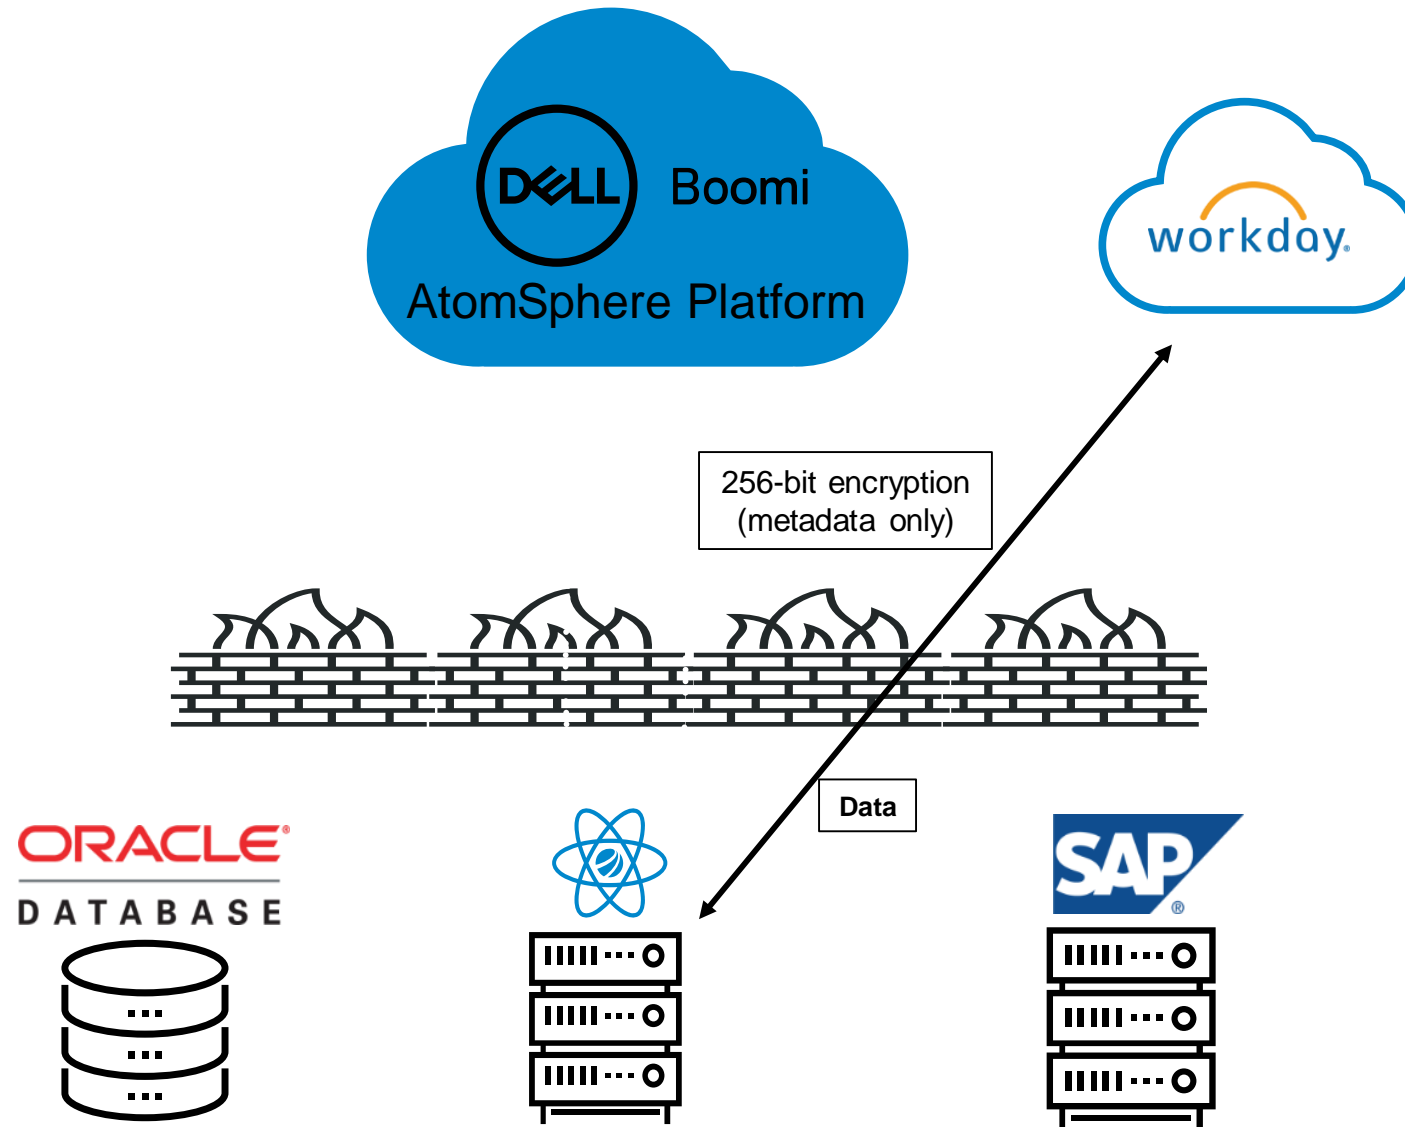 DELL Boomi
AtomSphere Platform
workday.®
256-bit encryption
(metadata only)
Data
ORACLE®
DATABASE
SAP®